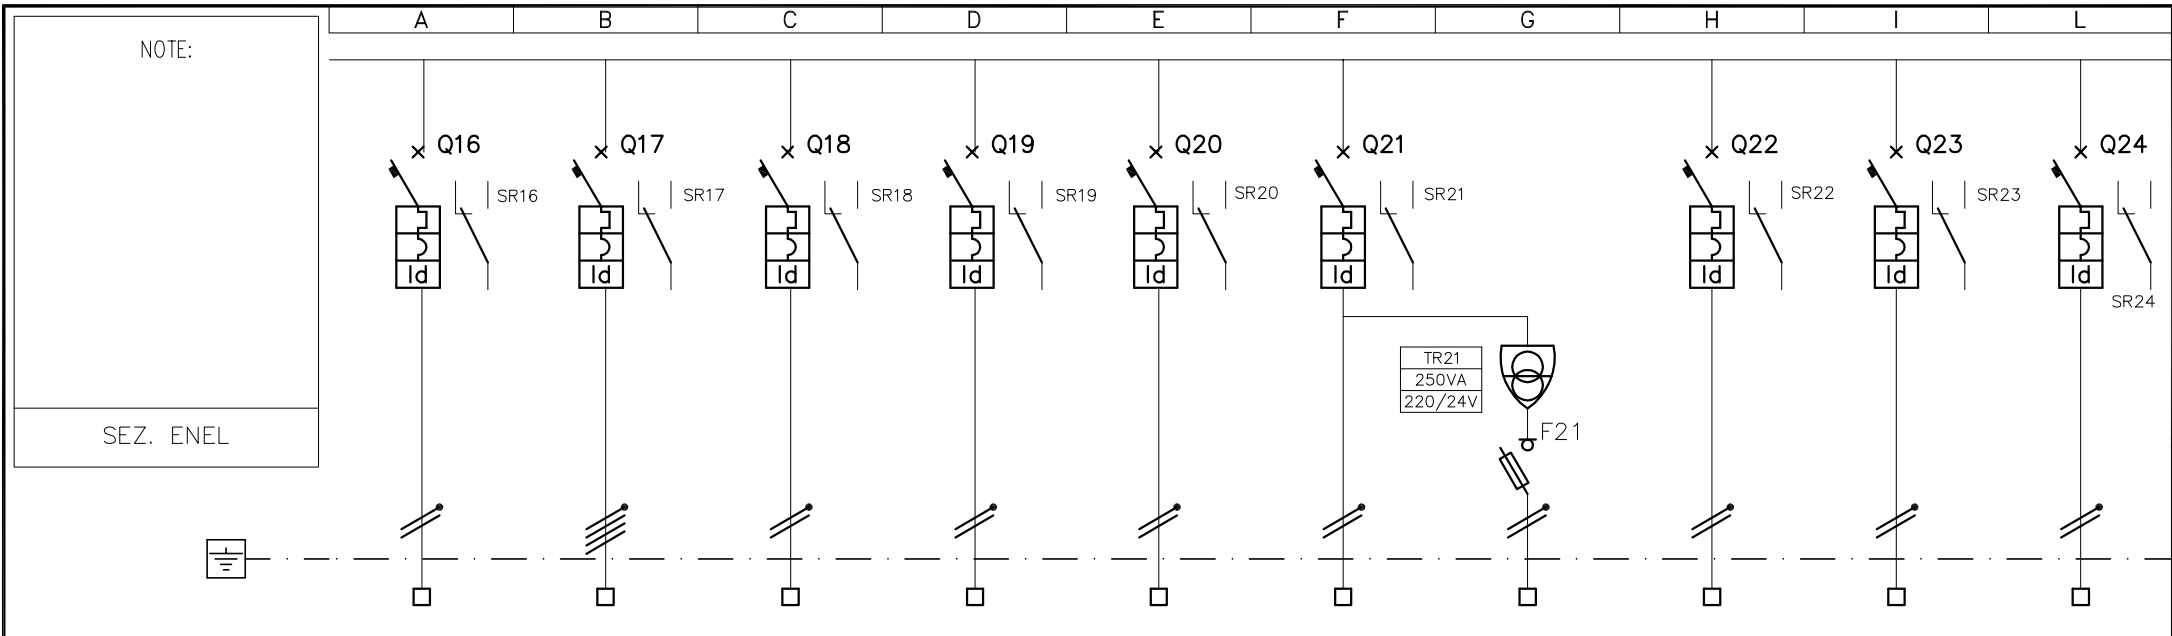 A B C D E F G H I L
NOTE:
Q16 Q17 Q18 Q19 Q20 Q21 Q22 Q23 Q24
SR16 SR17 SR18 SR19 SR20 SR21 SR22 SR23
Id Id Id Id Id Id Id Id Id
SR24
TR21
250VA
220/24V
F21
SEZ. ENEL